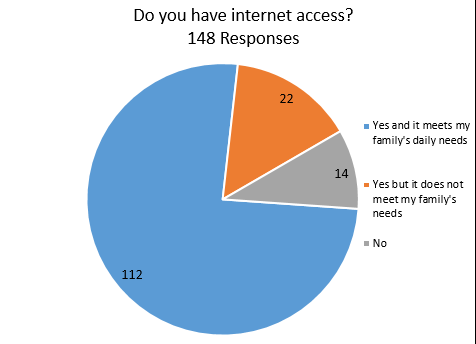 Do you have internet access?
148 Responses
22
14
112
Yes and it meets my
family's daily needs
Yes but it does not
meet my family's
needs
No